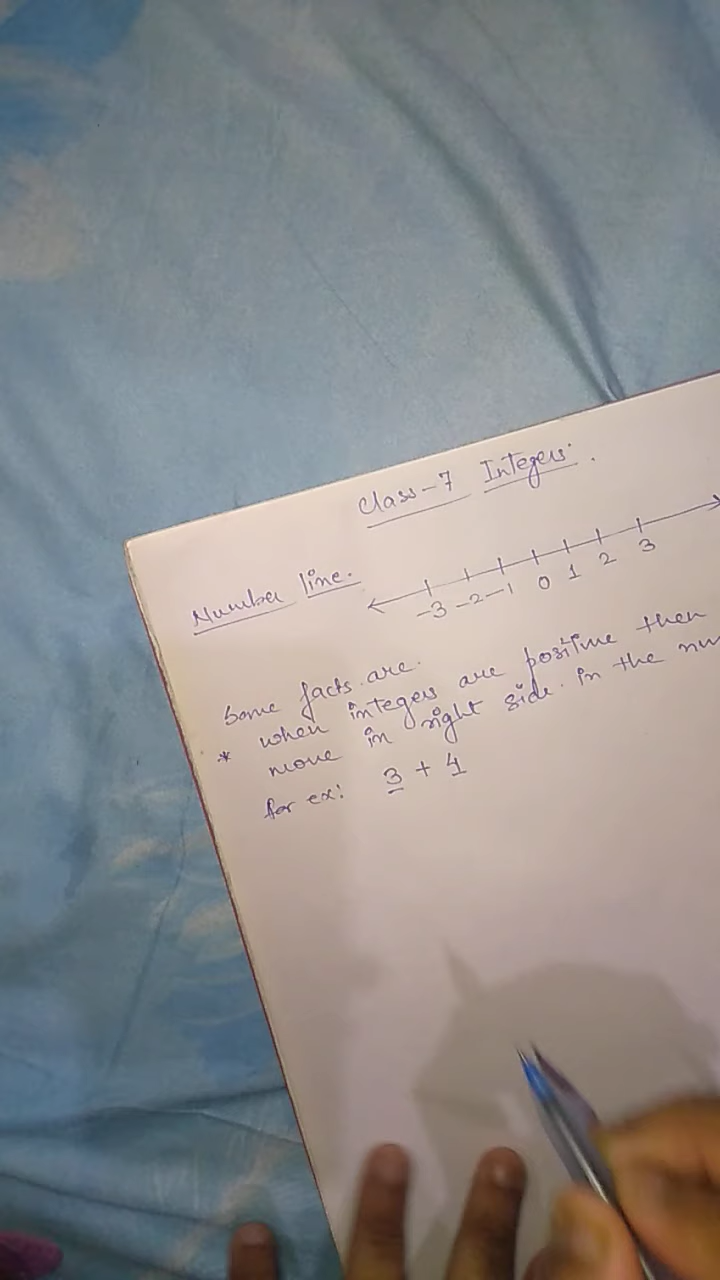 Class-7 Integers.
Number line.
-3 -2 -1 0 1 2 3
Some facts are.
* when integers are positive then
move in right side in the
for ex: 3 + 4